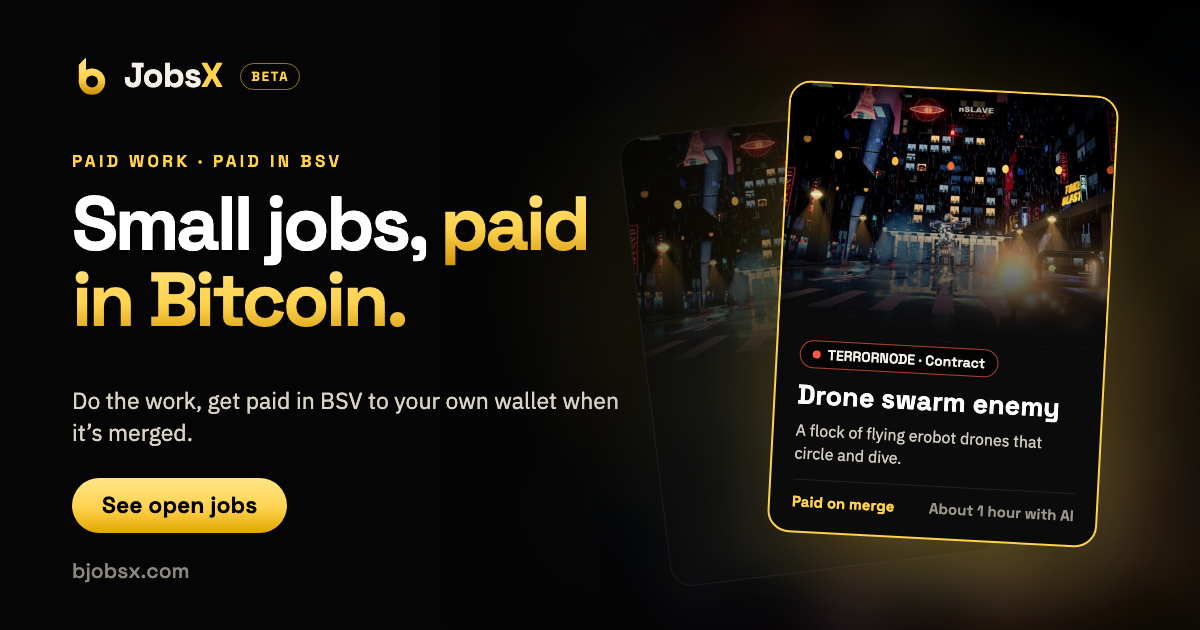 JobsX BETA
PAID WORK · PAID IN BSV
Small jobs, paid
in Bitcoin.
Do the work, get paid in BSV to your own wallet when
it’s merged.
See open jobs
bjobsx.com
nSLAVE
TERRORNODE · Contract
Drone swarm enemy
A flock of flying erobot drones that
circle and dive.
Paid on merge
About 1 hour with AI